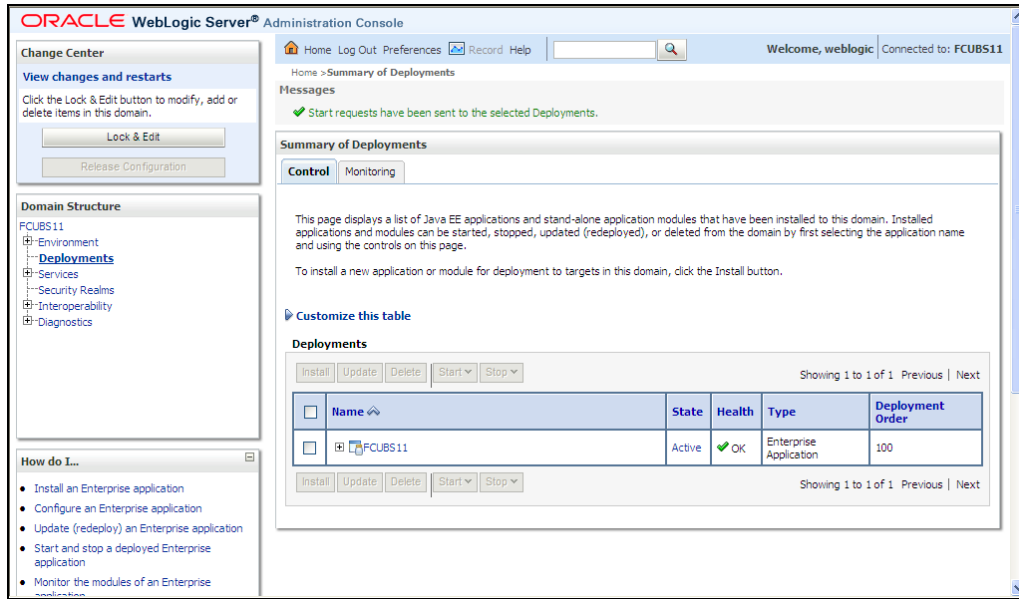 ORACLE WebLogic Server® Administration Console
Change Center
View changes and restarts
Click the Lock & Edit button to modify, add or
delete items in this domain.
Lock & Edit
Release Configuration
Domain Structure
FCUBS11
Environment
Deployments
Services
Security Realms
Interoperability
Diagnostics
How do I...
Install an Enterprise application
Configure an Enterprise application
Update (redeploy) an Enterprise application
Start and stop a deployed Enterprise
application
Monitor the modules of an Enterprise
application
Home Log Out Preferences Record Help
Welcome, weblogic Connected to: FCUBS11
Home >Summary of Deployments
Messages
Start requests have been sent to the selected Deployments.
Summary of Deployments
Control Monitoring
This page displays a list of Java EE applications and stand-alone application modules that have been installed to this domain. Installed
applications and modules can be started, stopped, updated (redeployed), or deleted from the domain by first selecting the application name
and using the controls on this page.
To install a new application or module for deployment to targets in this domain, click the Install button.
Customize this table
Deployments
Install Update Delete Start Stop Showing 1 to 1 of 1 Previous | Next
Name State Health Type Deployment
Order
FCUBS11 Active OK Enterprise
Application 100
Install Update Delete Start Stop Showing 1 to 1 of 1 Previous | Next